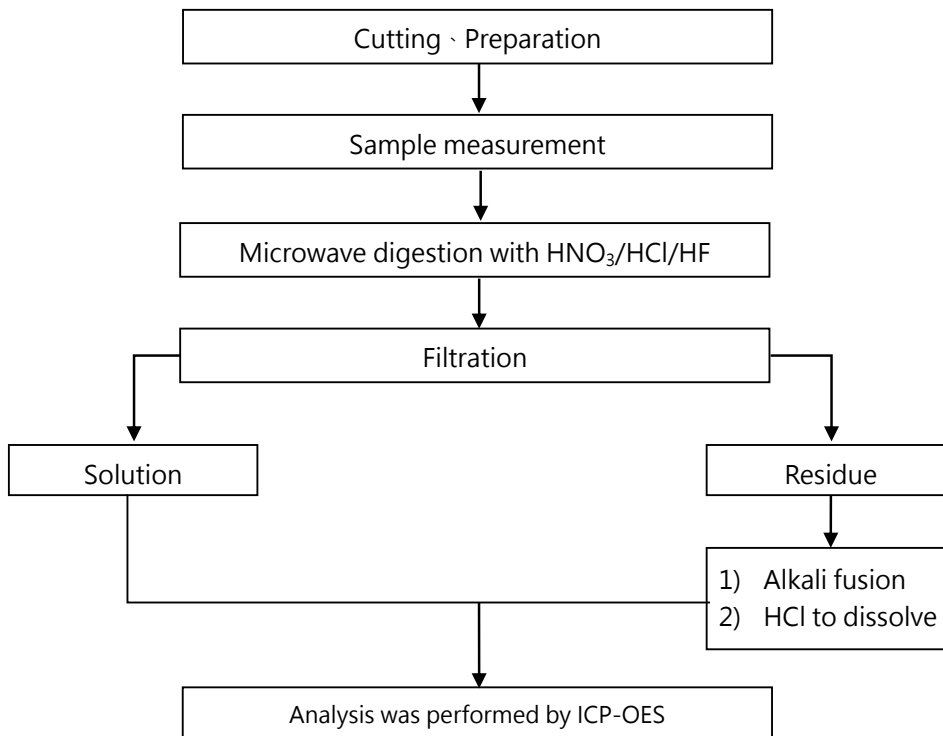 Cutting、Preparation
Sample measurement
Microwave digestion with HNO₃/HCl/HF
Filtration
Solution
Residue
1) Alkali fusion
2) HCl to dissolve
Analysis was performed by ICP-OES